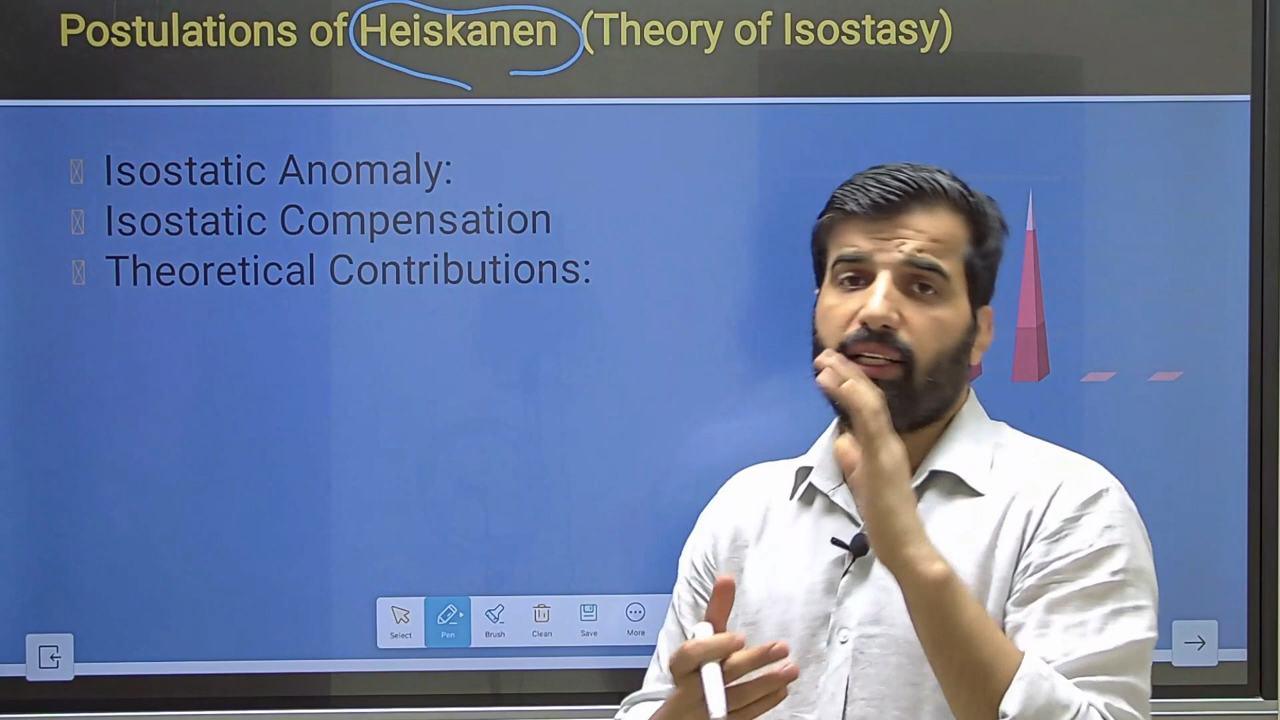 Postulations of Heiskanen (Theory of Isostasy)
Isostatic Anomaly:
Isostatic Compensation
Theoretical Contributions:
Select Pen Brush Clean Save More